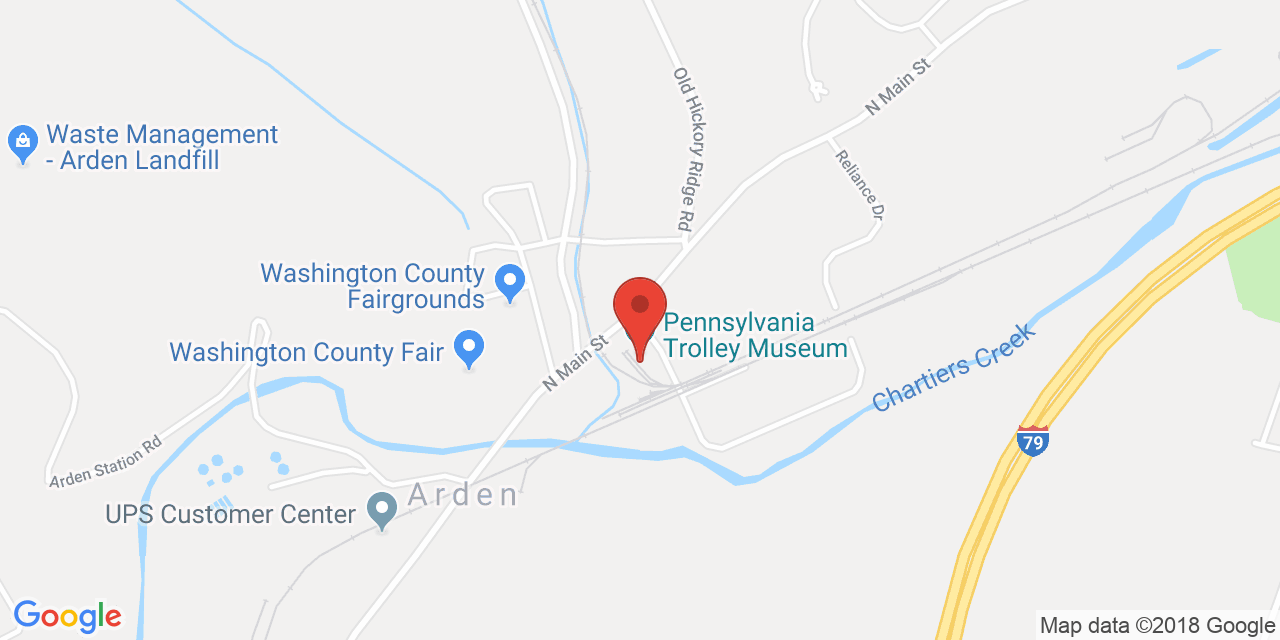 Old Hickory Ridge Rd
N Main St
Waste Management
- Arden Landfill
Reliance Dr
Washington County
Fairgrounds
Pennsylvania
Trolley Museum
Washington County Fair
N Main St
Chartiers Creek
79
Arden Station Rd
Arden
UPS Customer Center
Google
Map data ©2018 Google